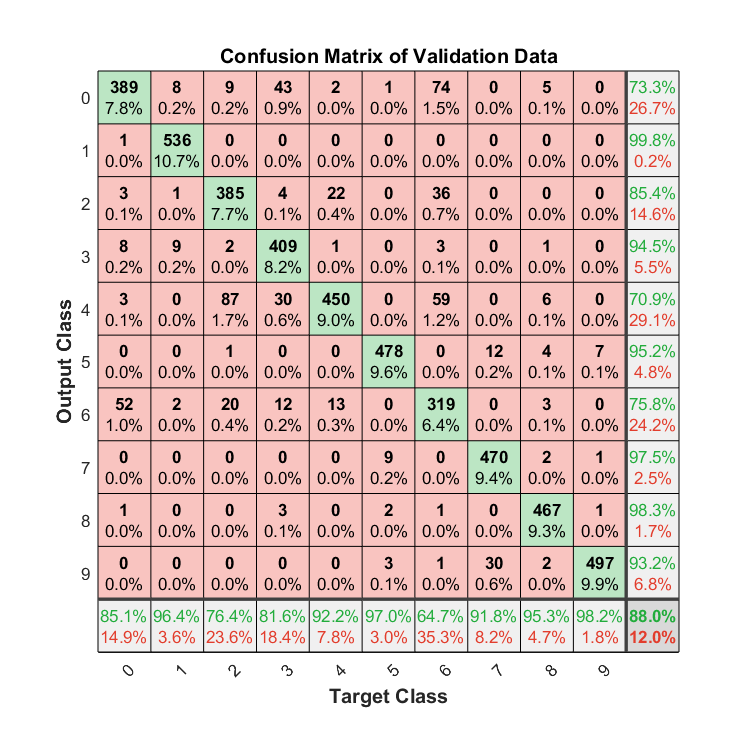 Confusion Matrix of Validation Data
389 8 9 43 2 1 74 0 5 0 73.3%
0
7.8% 0.2% 0.2% 0.9% 0.0% 0.0% 1.5% 0.0% 0.1% 0.0% 26.7%
1 536 0 0 0 0 0 0 0 0 99.8%
1
0.0% 10.7% 0.0% 0.0% 0.0% 0.0% 0.0% 0.0% 0.0% 0.0% 0.2%
3 1 385 4 22 0 36 0 0 0 85.4%
2
0.1% 0.0% 7.7% 0.1% 0.4% 0.0% 0.7% 0.0% 0.0% 0.0% 14.6%
8 9 2 409 1 0 3 0 1 0 94.5%
3
0.2% 0.2% 0.0% 8.2% 0.0% 0.0% 0.1% 0.0% 0.0% 0.0% 5.5%
3 0 87 30 450 0 59 0 6 0 70.9%
4
0.1% 0.0% 1.7% 0.6% 9.0% 0.0% 1.2% 0.0% 0.1% 0.0% 29.1%
0 0 1 0 0 478 0 12 4 7 95.2%
5
0.0% 0.0% 0.0% 0.0% 0.0% 9.6% 0.0% 0.2% 0.1% 0.1% 4.8%
52 2 20 12 13 0 319 0 3 0 75.8%
6
1.0% 0.0% 0.4% 0.2% 0.3% 0.0% 6.4% 0.0% 0.1% 0.0% 24.2%
0 0 0 0 0 9 0 470 2 1 97.5%
7
0.0% 0.0% 0.0% 0.0% 0.0% 0.2% 0.0% 9.4% 0.0% 0.0% 2.5%
1 0 0 3 0 2 1 0 467 1 98.3%
8
0.0% 0.0% 0.0% 0.1% 0.0% 0.0% 0.0% 0.0% 9.3% 0.0% 1.7%
0 0 0 0 0 3 1 30 2 497 93.2%
9
0.0% 0.0% 0.0% 0.0% 0.0% 0.1% 0.0% 0.6% 0.0% 9.9% 6.8%
85.1% 96.4% 76.4% 81.6% 92.2% 97.0% 64.7% 91.8% 95.3% 98.2% 88.0%
14.9% 3.6% 23.6% 18.4% 7.8% 3.0% 35.3% 8.2% 4.7% 1.8% 12.0%
0 1 2 3 4 5 6 7 8 9
Target Class
Output Class